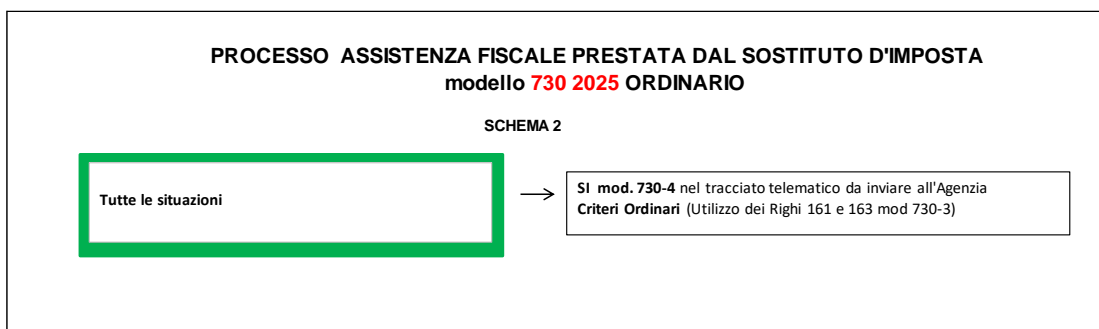 PROCESSO ASSISTENZA FISCALE PRESTATA DAL SOSTITUTO D'IMPOSTA
modello 730 2025 ORDINARIO
SCHEMA 2
Tutte le situazioni
SI mod. 730-4 nel tracciato telematico da inviare all'Agenzia
Criteri Ordinari (Utilizzo dei Righi 161 e 163 mod 730-3)